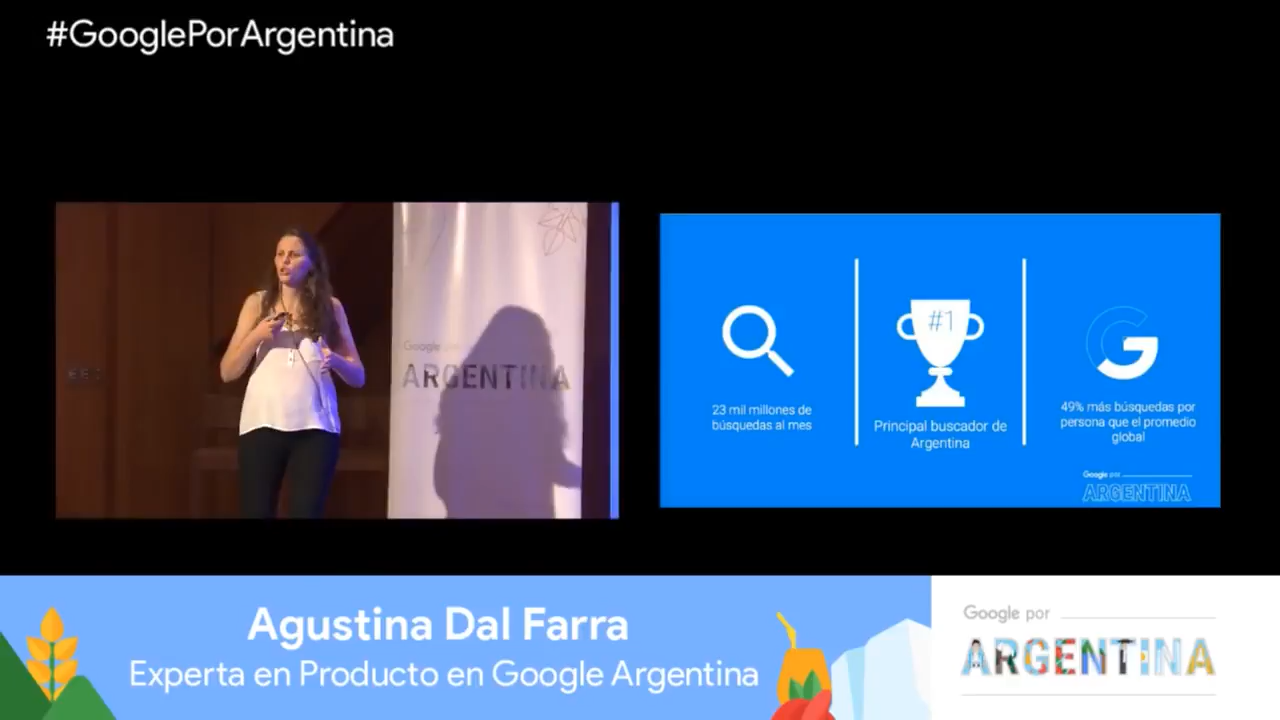 #GooglePorArgentina
Google
ARGENTINA
23 mil millones de
búsquedas al mes
#1
Principal buscador de
Argentina
49% más búsquedas por
persona que el promedio
global
Google por
ARGENTINA
Agustina Dal Farra
Experta en Producto en Google Argentina
Google por
ARGENTINA